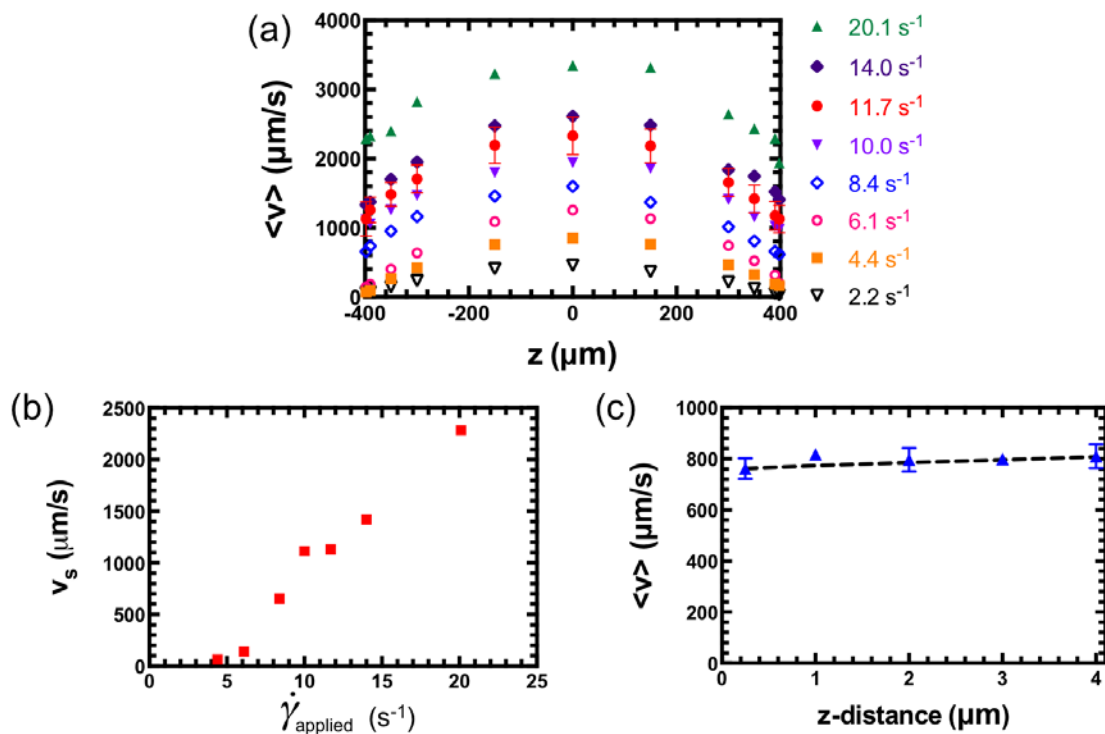 (a)
<v> (μm/s)
4000
3000
2000
1000
0
-400
-200
0
200
400
z (μm)
20.1 s-1
14.0 s-1
11.7 s-1
10.0 s-1
8.4 s-1
6.1 s-1
4.4 s-1
2.2 s-1
(b)
vs (μm/s)
2500
2000
1500
1000
500
0
0
5
10
15
20
25
γ̇applied (s-1)
(c)
<v> (μm/s)
1000
800
600
400
200
0
0
1
2
3
4
z-distance (μm)